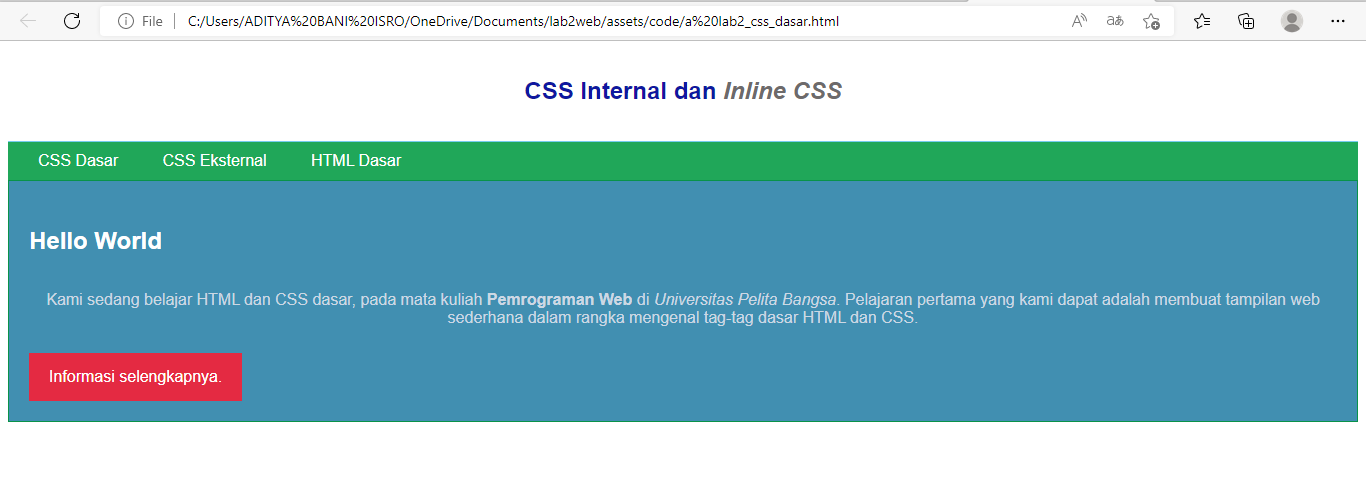 File
C:/Users/ADITYA%20BANI%20ISRO/OneDrive/Documents/lab2web/assets/code/a%20lab2_css_dasar.html
CSS Internal dan Inline CSS
CSS Dasar CSS Eksternal HTML Dasar
Hello World
Kami sedang belajar HTML dan CSS dasar, pada mata kuliah Pemrograman Web di Universitas Pelita Bangsa. Pelajaran pertama yang kami dapat adalah membuat tampilan web
sederhana dalam rangka mengenal tag-tag dasar HTML dan CSS.
Informasi selengkapnya.